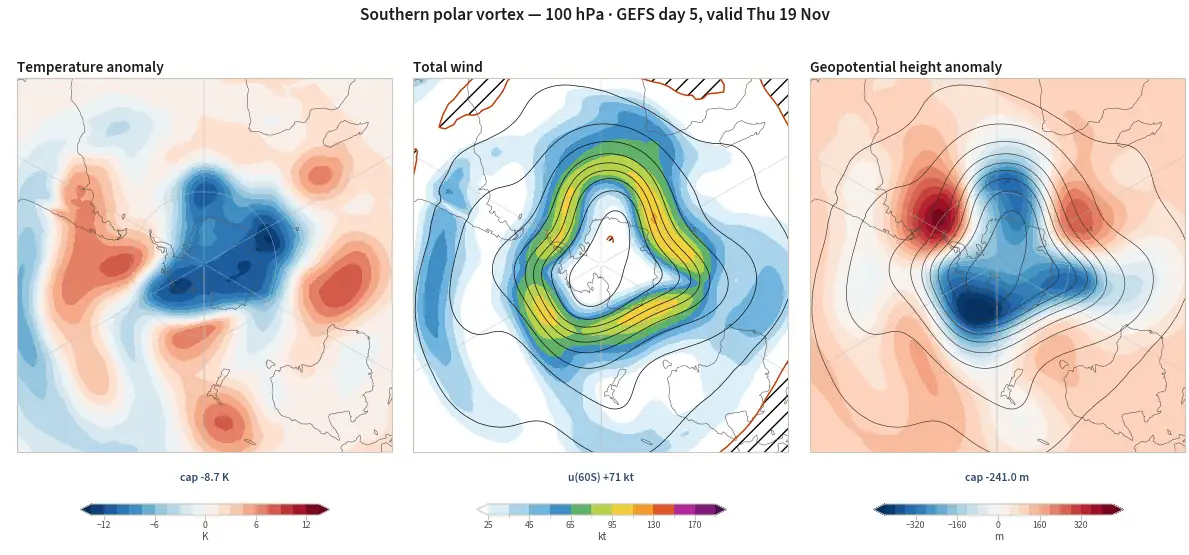 Southern polar vortex — 100 hPa · GEFS day 5, valid Thu 19 Nov
Temperature anomaly
Total wind
Geopotential height anomaly
cap -8.7 K
u(60S) +71 kt
cap -241.0 m
−12 −6 0 6 12
K
25 45 65 95 130 170
kt
−320 −160 0 160 320
m